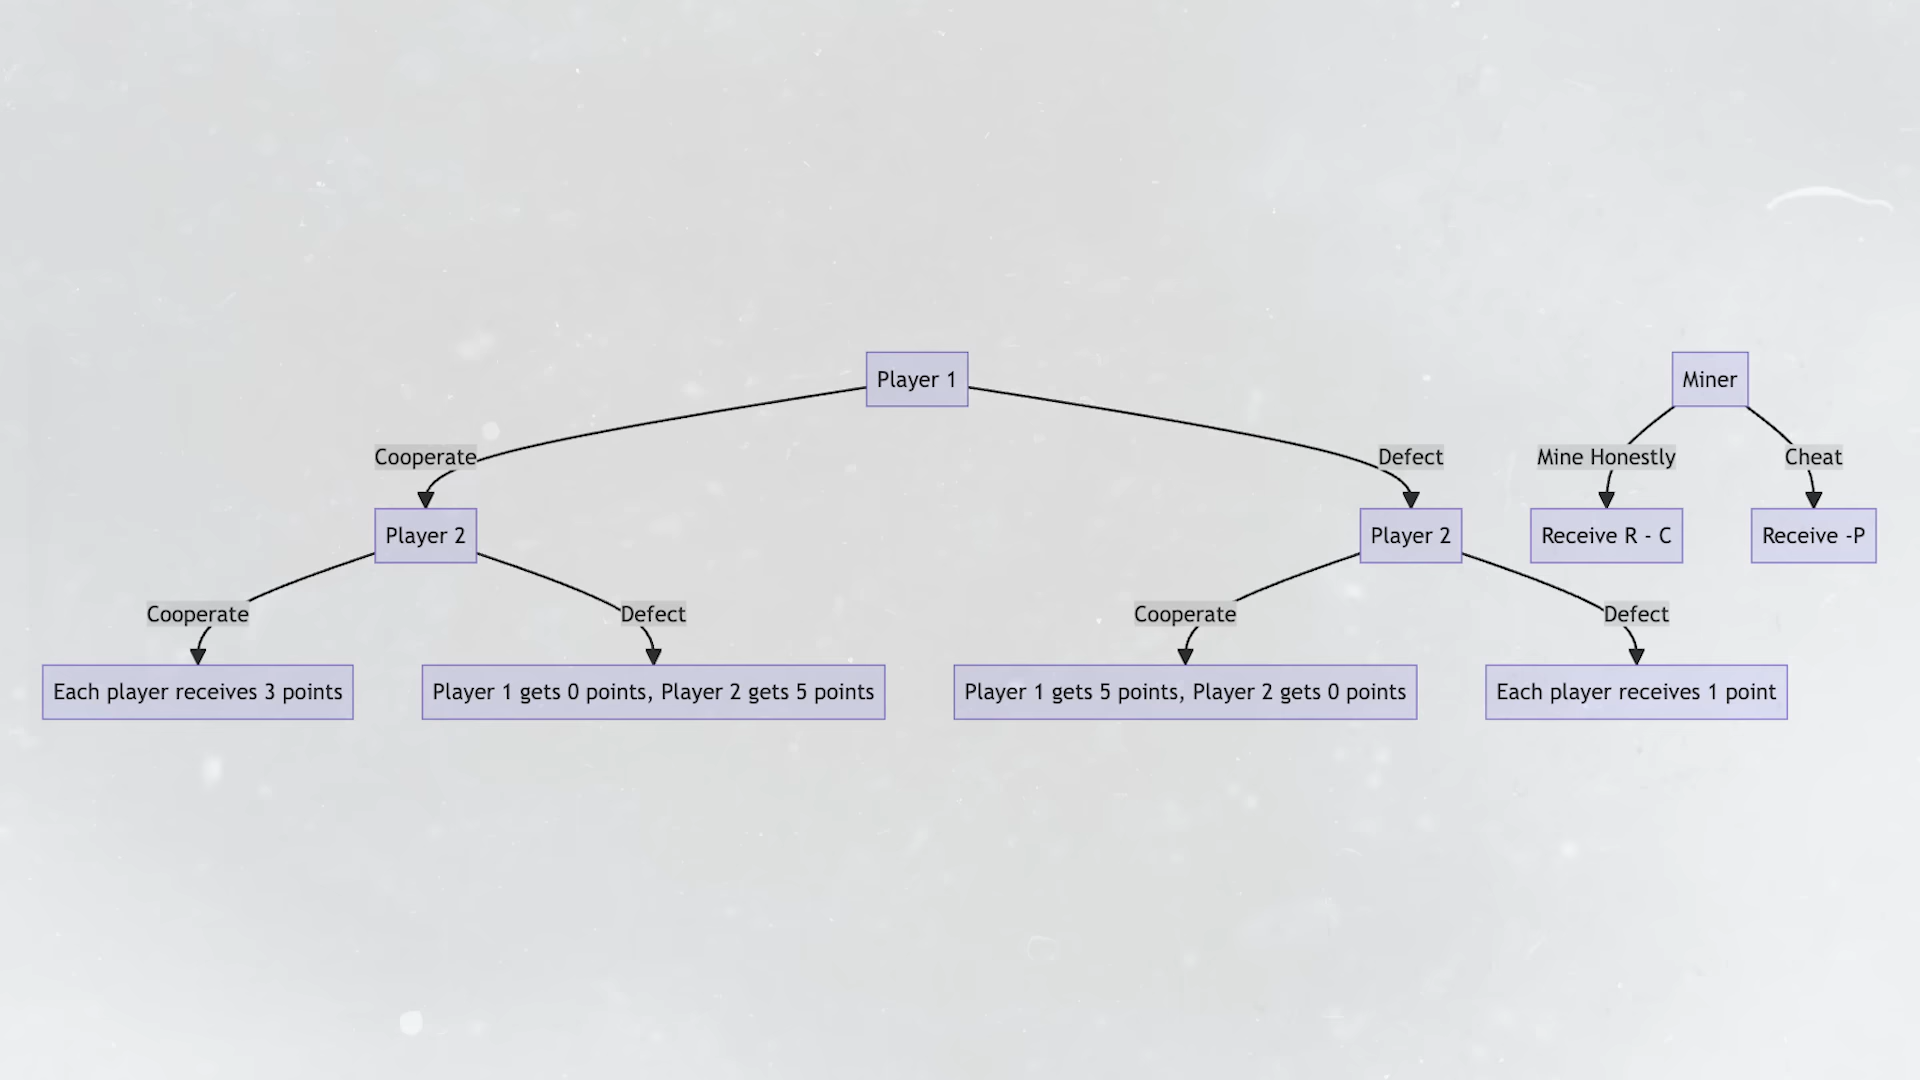 Player 1
Miner
Cooperate
Defect
Mine Honestly
Cheat
Player 2
Player 2
Receive R - C
Receive -P
Cooperate
Defect
Cooperate
Defect
Each player receives 3 points
Player 1 gets 0 points, Player 2 gets 5 points
Player 1 gets 5 points, Player 2 gets 0 points
Each player receives 1 point